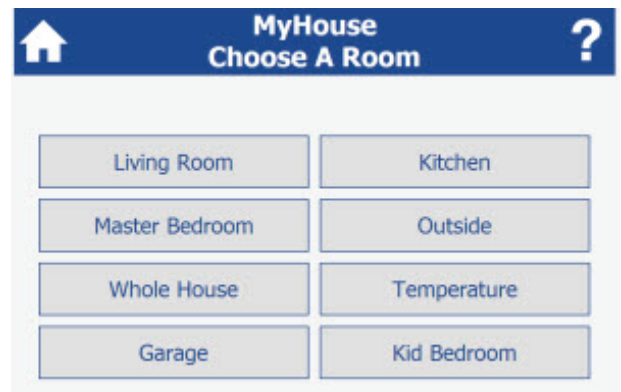 MyHouse
?
Choose A Room
Living Room
Kitchen
Master Bedroom
Outside
Whole House
Temperature
Garage
Kid Bedroom